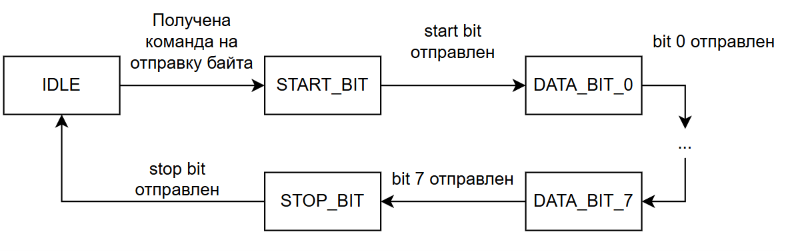 Получена
команда на
отправку байта
start bit
отправлен
bit 0 отправлен
IDLE
START_BIT
DATA_BIT_0
...
stop bit
отправлен
bit 7 отправлен
STOP_BIT
DATA_BIT_7